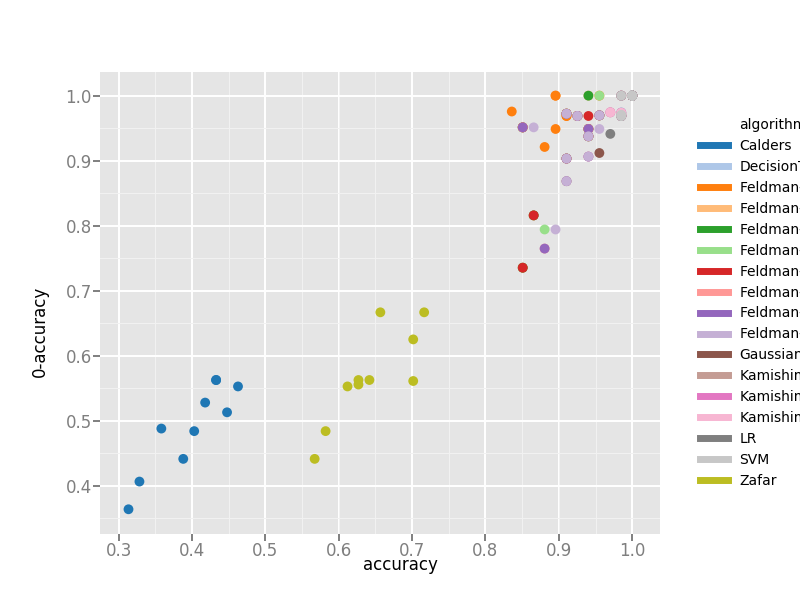 1.0
0.9
0.8
0.7
0.6
0.5
0.4
0-accuracy
0.3 0.4 0.5 0.6 0.7 0.8 0.9 1.0
accuracy
algorithm
Calders
Decision
Feldman
Feldman
Feldman
Feldman
Feldman
Feldman
Feldman
Feldman
Gaussian
Kamishin
Kamishin
Kamishin
LR
SVM
Zafar